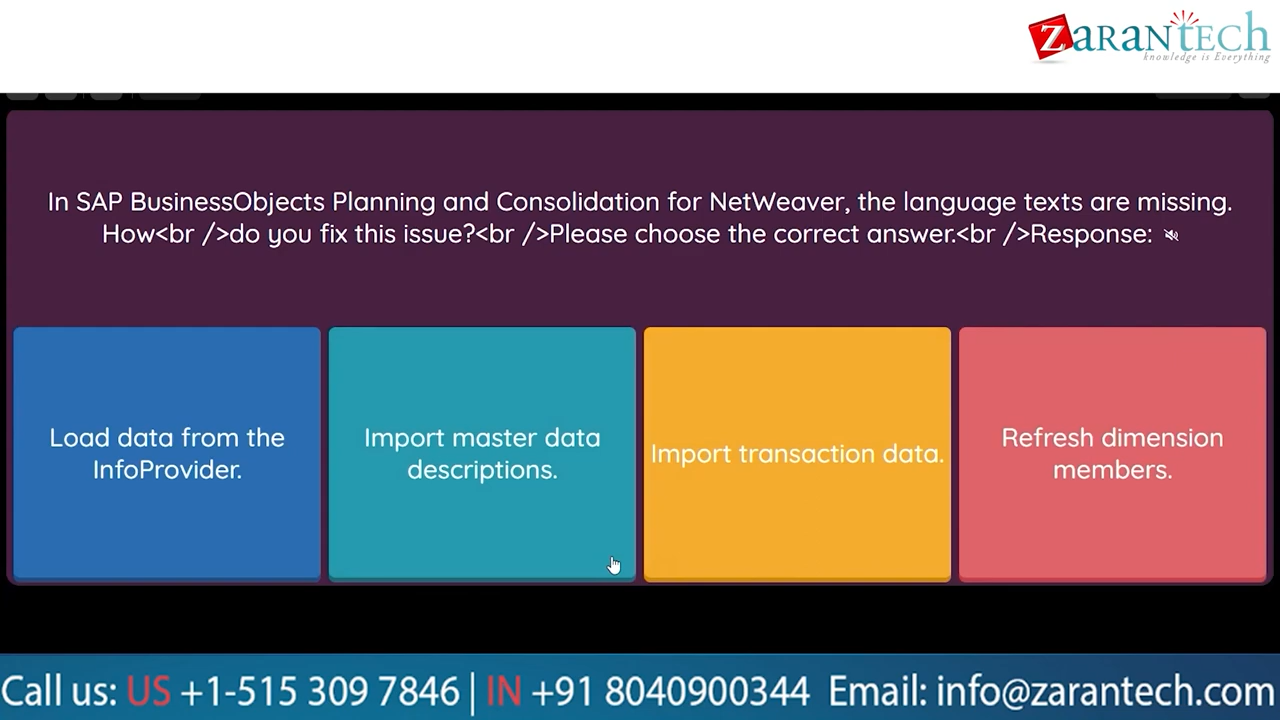 ZARANTECH
knowledge is Everything
In SAP BusinessObjects Planning and Consolidation for NetWeaver, the language texts are missing.
How<br />do you fix this issue?<br />Please choose the correct answer.<br />Response:
Load data from the
InfoProvider.
Import master data
descriptions.
Import transaction data.
Refresh dimension
members.
Call us: US +1-515 309 7846 | IN +91 8040900344 Email: info@zarantech.com